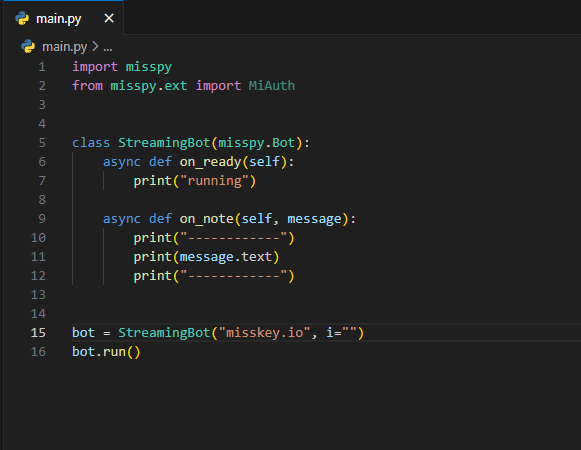 main.py
main.py > ...
1 import misspy
2 from misspy.ext import MiAuth
3
4
5 class StreamingBot(misspy.Bot):
6     async def on_ready(self):
7         print("running")
8
9     async def on_note(self, message):
10         print("------------")
11         print(message.text)
12         print("------------")
13
14
15 bot = StreamingBot("misskey.io", i="")
16 bot.run()